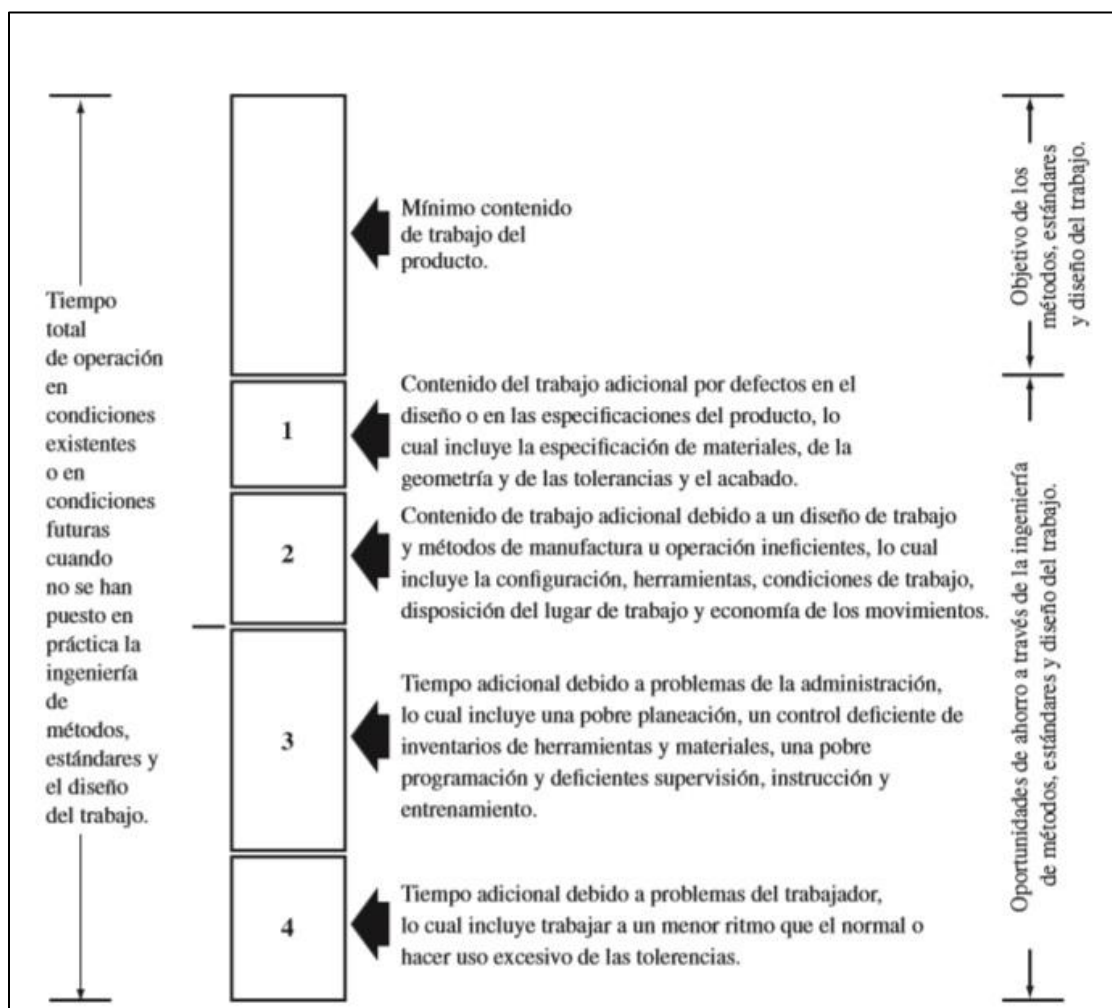 Tiempo
total
de operación
en
condiciones
existentes
o en
condiciones
futuras
cuando
no se han
puesto en
práctica la
ingeniería
de
métodos,
estándares y
el diseño
del trabajo.
Mínimo contenido
de trabajo del
producto.
1
Contenido del trabajo adicional por defectos en el
diseño o en las especificaciones del producto, lo
cual incluye la especificación de materiales, de la
geometría y de las tolerancias y el acabado.
2
Contenido de trabajo adicional debido a un diseño de trabajo
y métodos de manufactura u operación ineficientes, lo cual
incluye la configuración, herramientas, condiciones de trabajo,
disposición del lugar de trabajo y economía de los movimientos.
3
Tiempo adicional debido a problemas de la administración,
lo cual incluye una pobre planeación, un control deficiente de
inventarios de herramientas y materiales, una pobre
programación y deficientes supervisión, instrucción y
entrenamiento.
4
Tiempo adicional debido a problemas del trabajador,
lo cual incluye trabajar a un menor ritmo que el normal o
hacer uso excesivo de las tolerencias.
Objetivo de los
métodos, estándares
y diseño del trabajo.
Oportunidades de ahorro a través de la ingeniería
de métodos, estándares y diseño del trabajo.